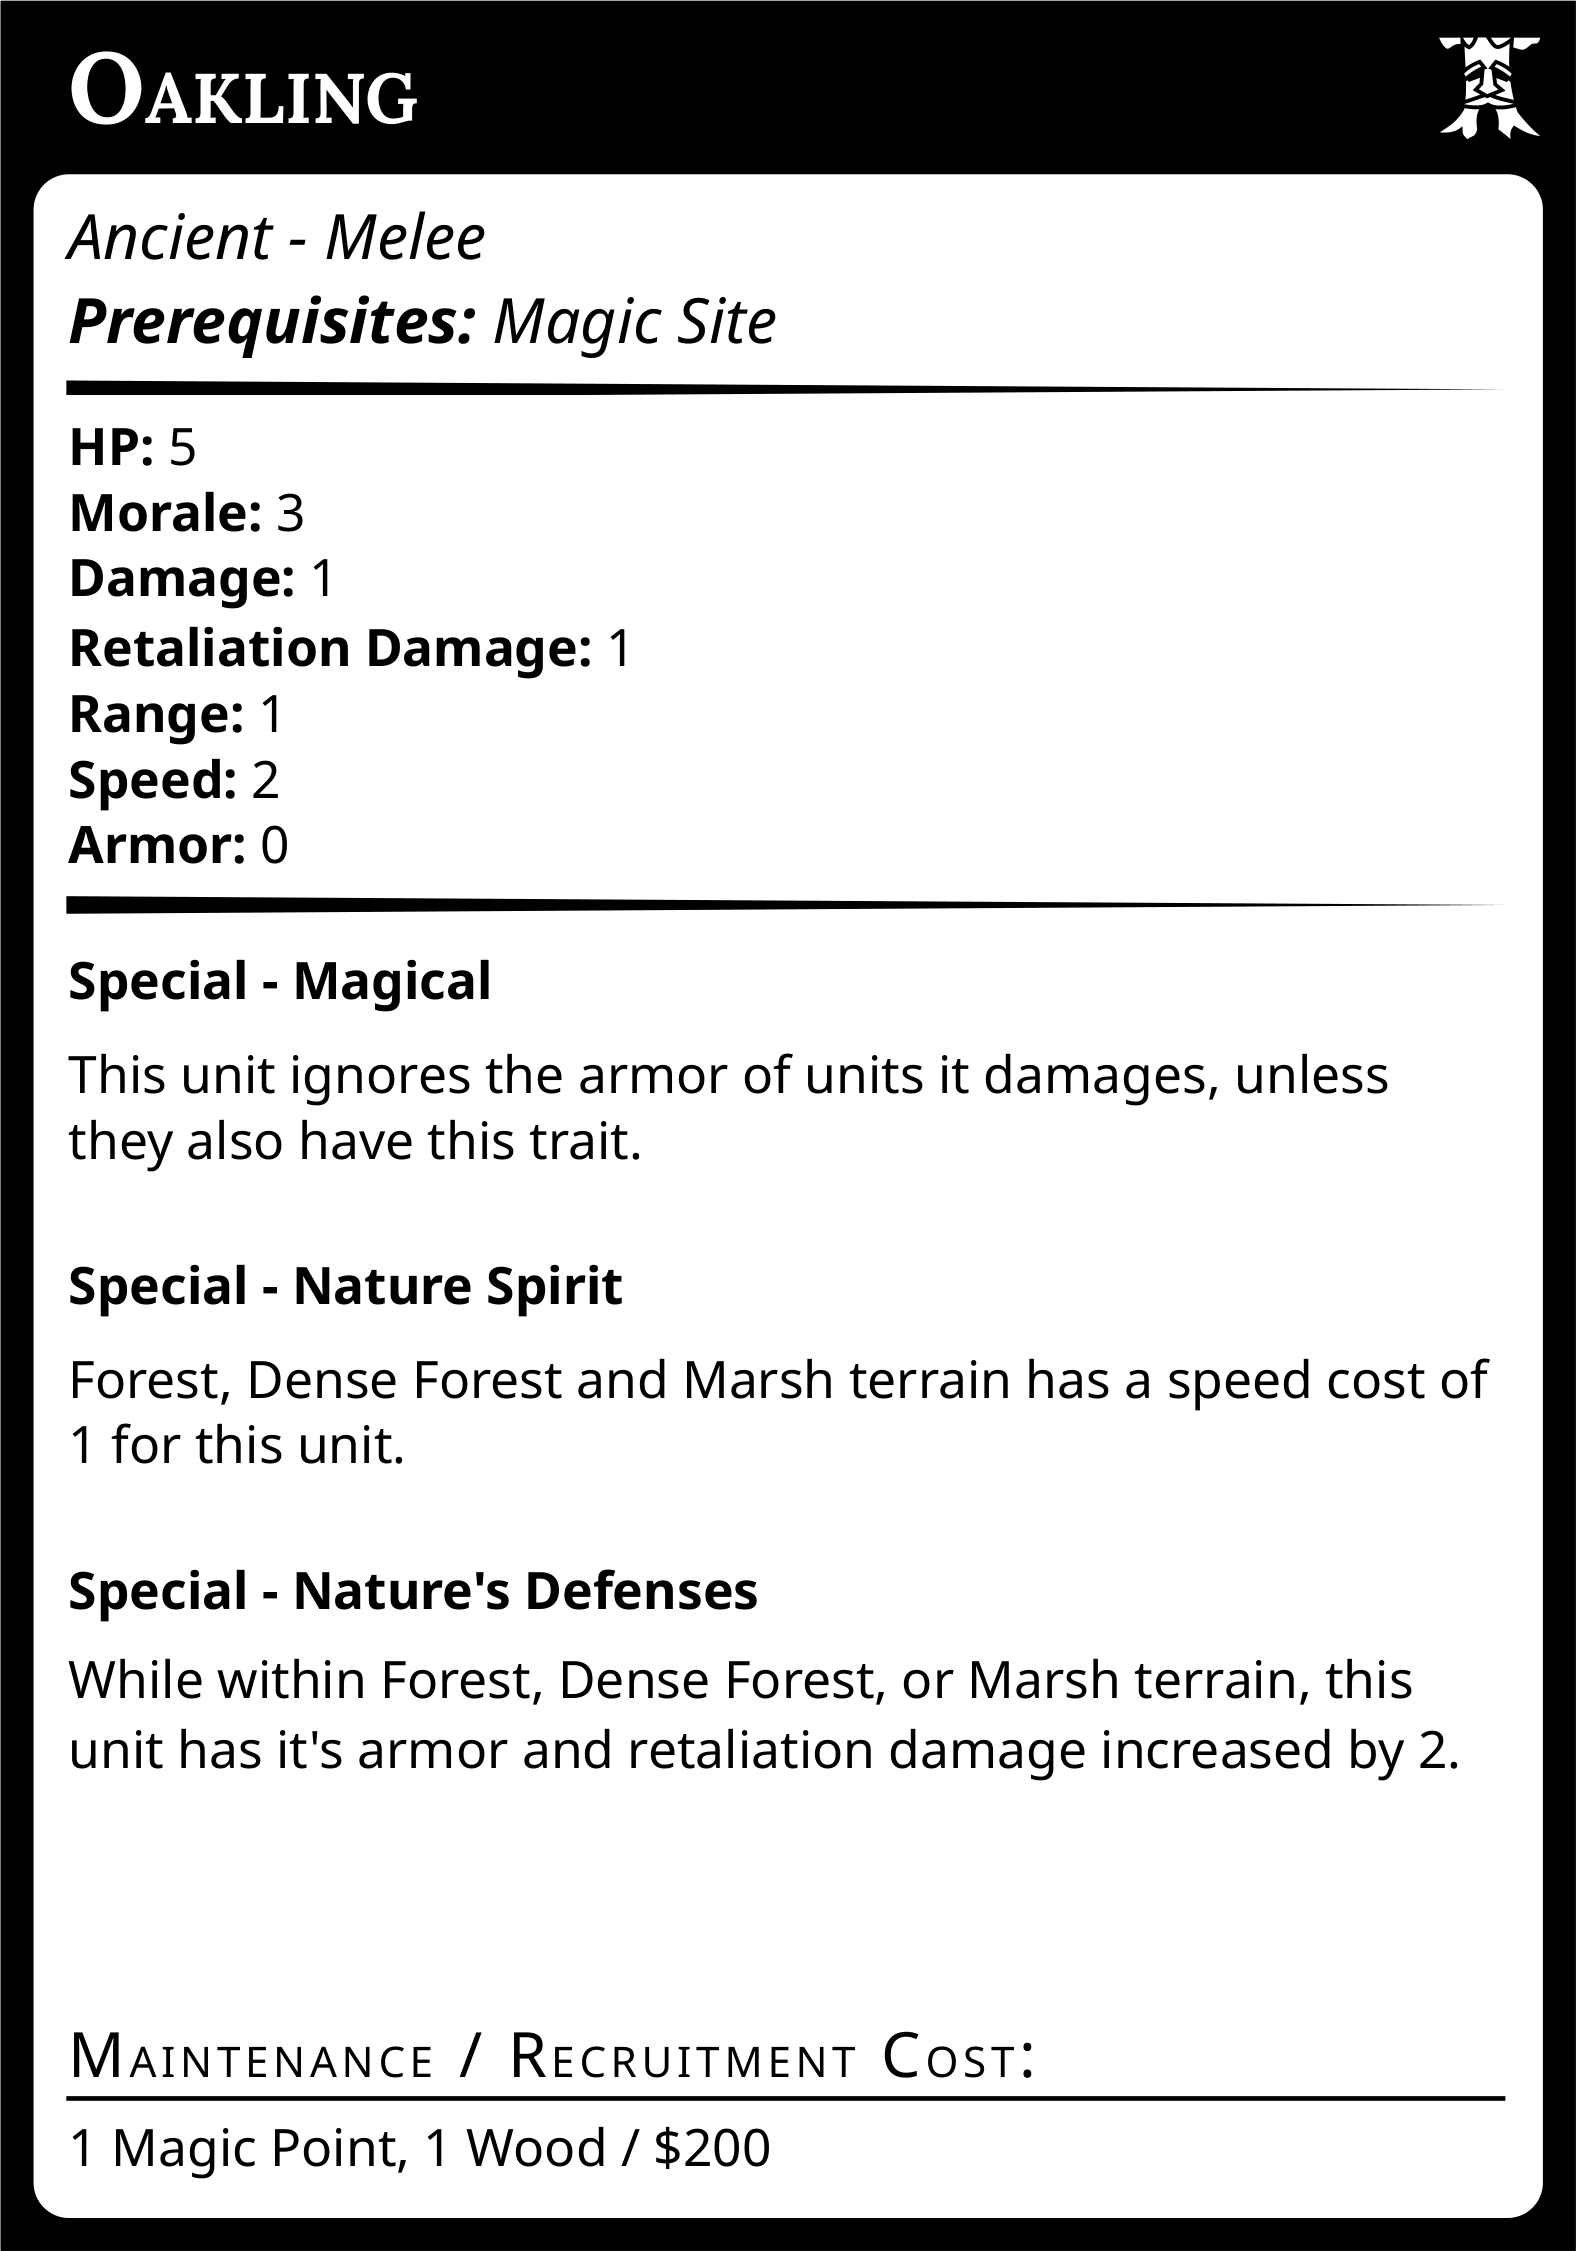 Oakling
Ancient - Melee
Prerequisites: Magic Site
HP: 5
Morale: 3
Damage: 1
Retaliation Damage: 1
Range: 1
Speed: 2
Armor: 0
Special - Magical
This unit ignores the armor of units it damages, unless
they also have this trait.
Special - Nature Spirit
Forest, Dense Forest and Marsh terrain has a speed cost of
1 for this unit.
Special - Nature's Defenses
While within Forest, Dense Forest, or Marsh terrain, this
unit has it's armor and retaliation damage increased by 2.
Maintenance / Recruitment Cost:
1 Magic Point, 1 Wood / $200